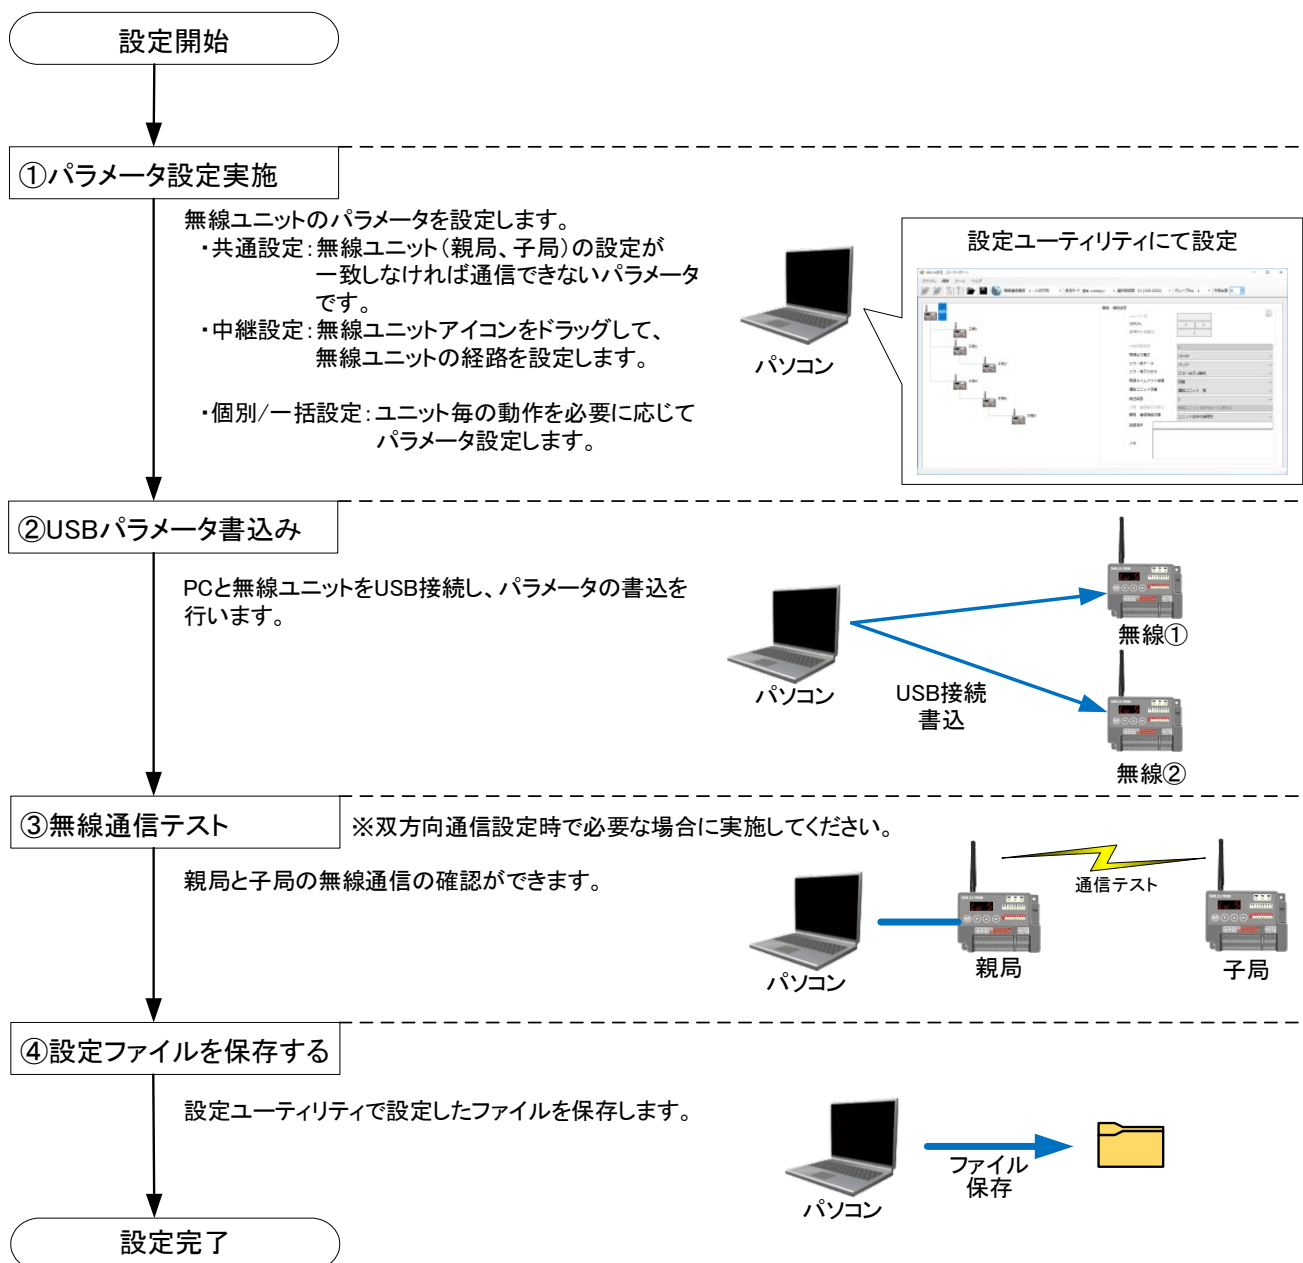 設定開始
①パラメータ設定実施
無線ユニットのパラメータを設定します。
・共通設定：無線ユニット（親局、子局）の設定が
一致しなければ通信できないパラメータ
です。
・中継設定：無線ユニットアイコンをドラッグして、
無線ユニットの経路を設定します。
・個別/一括設定：ユニット毎の動作を必要に応じて
パラメータ設定します。
パソコン
設定ユーティリティにて設定
②USBパラメータ書込み
PCと無線ユニットをUSB接続し、パラメータの書込を
行います。
パソコン
USB接続
書込
無線①
無線②
③無線通信テスト
※双方向通信設定時で必要な場合に実施してください。
親局と子局の無線通信の確認ができます。
パソコン
通信テスト
親局
子局
④設定ファイルを保存する
設定ユーティリティで設定したファイルを保存します。
パソコン
ファイル
保存
設定完了